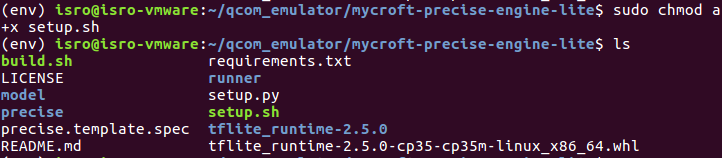 (env) isro@isro-vmware:~/qcom_emulator/mycroft-precise-engine-lite$ sudo chmod a
+x setup.sh
(env) isro@isro-vmware:~/qcom_emulator/mycroft-precise-engine-lite$ ls
build.sh requirements.txt
LICENSE runner
model setup.py
precise setup.sh
precise.template.spec tflite_runtime-2.5.0
README.md tflite_runtime-2.5.0-cp35-cp35m-linux_x86_64.whl